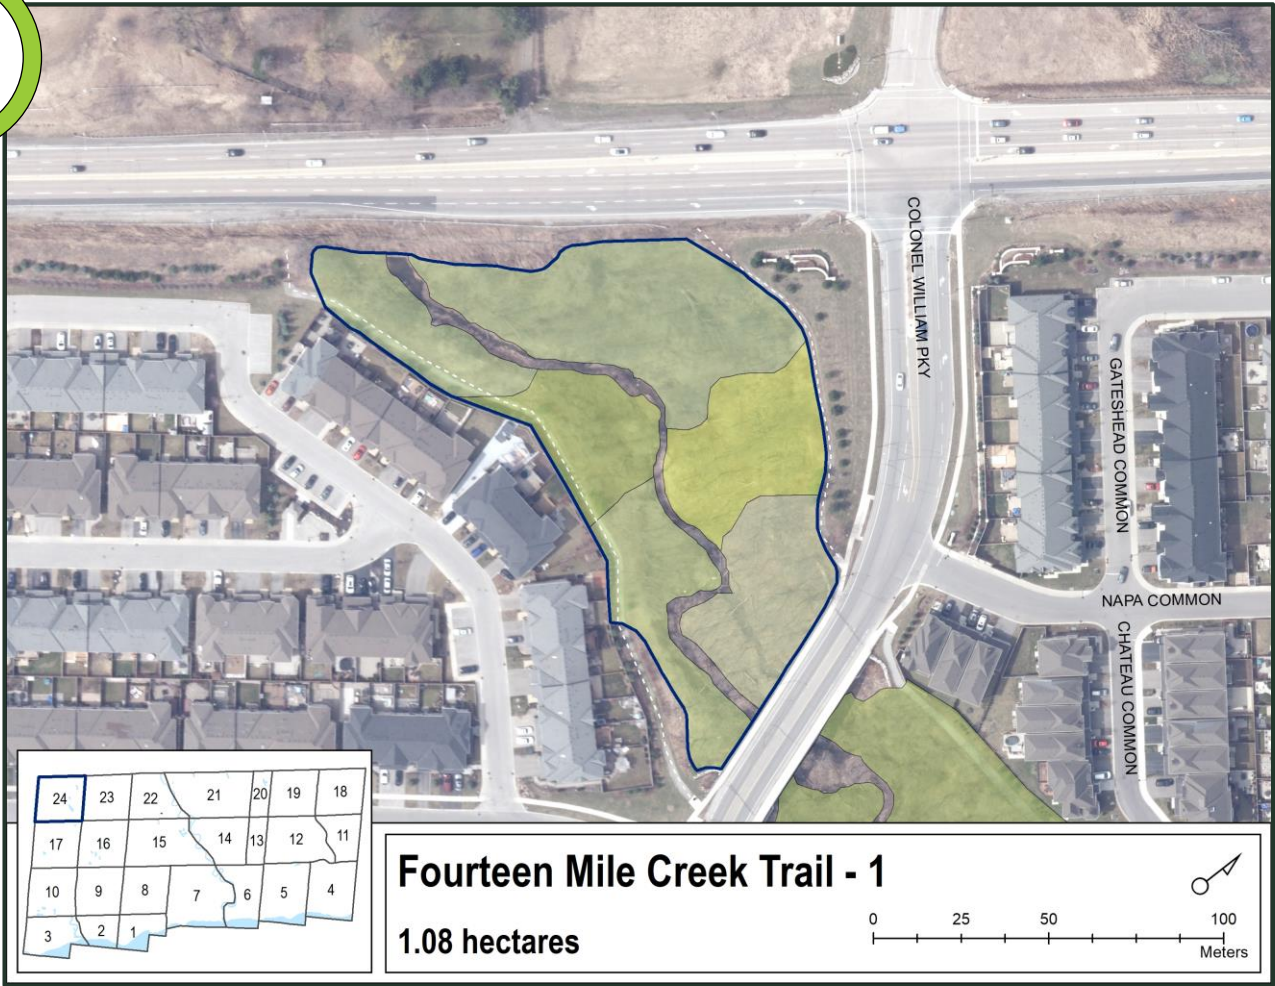 COLONEL WILLIAM PKY
GATESHEAD COMMON
NAPA COMMON
CHATEAU COMMON
24 23 22 21 20 19 18
17 16 15 14 13 12 11
10 9 8 7 6 5 4
3 2 1
Fourteen Mile Creek Trail - 1
1.08 hectares
0 25 50 100
Meters